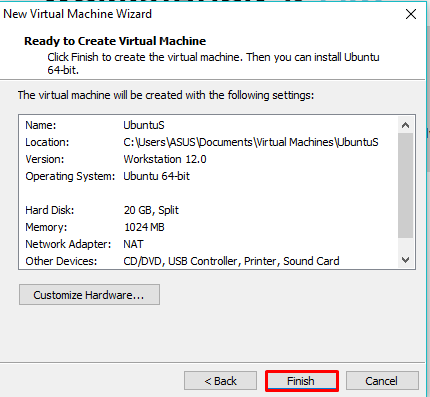 New Virtual Machine Wizard
Ready to Create Virtual Machine
Click Finish to create the virtual machine. Then you can install Ubuntu
64-bit.
The virtual machine will be created with the following settings:
Name: UbuntuS
Location: C:\Users\ASUS\Documents\Virtual Machines\UbuntuS
Version: Workstation 12.0
Operating System: Ubuntu 64-bit
Hard Disk: 20 GB, Split
Memory: 1024 MB
Network Adapter: NAT
Other Devices: CD/DVD, USB Controller, Printer, Sound Card
Customize Hardware...
< Back Finish Cancel